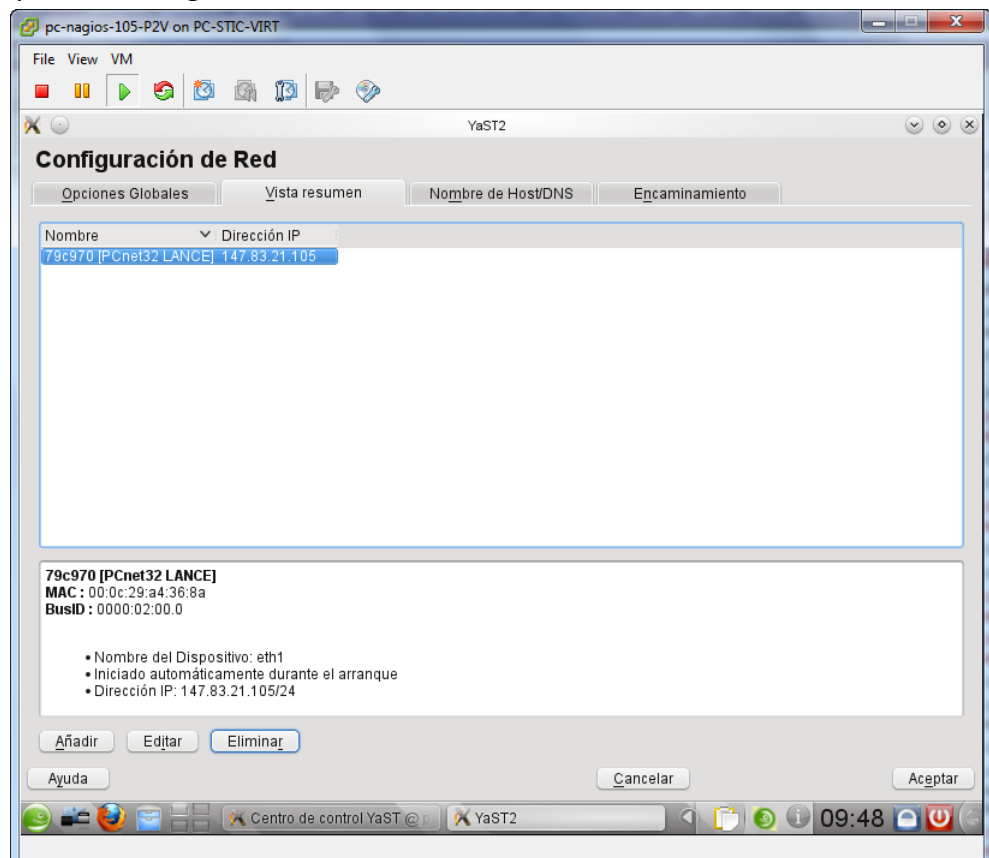 pc-nagios-105-P2V on PC-STIC-VIRT
File View VM
YaST2
Configuración de Red
Opciones Globales Vista resumen Nombre de Host/DNS Encaminamiento
Nombre Dirección IP
79c970 [PCnet32 LANCE] 147.83.21.105
79c970 [PCnet32 LANCE]
MAC : 00:0c:29:a4:36:8a
BusID : 0000:02:00.0
• Nombre del Dispositivo: eth1
• Iniciado automáticamente durante el arranque
• Dirección IP: 147.83.21.105/24
Añadir Editar Eliminar
Ayuda Cancelar Aceptar
Centro de control YaST @ p YaST2 09:48